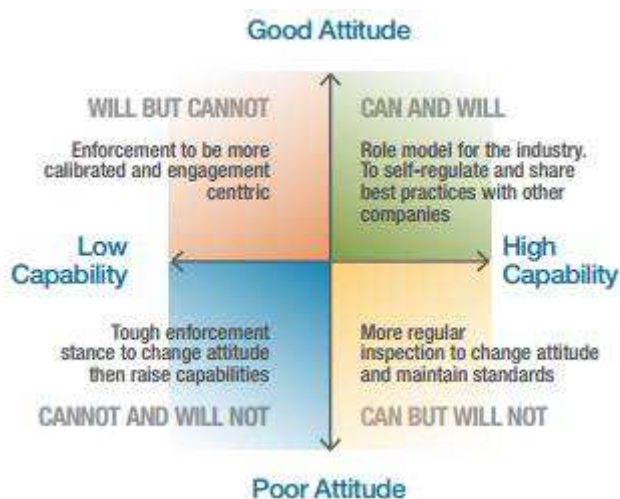 Good Attitude
WILL BUT CANNOT
Enforcement to be more
calibrated and engagement
centtric
CAN AND WILL
Role model for the industry.
To self-regulate and share
best practices with other
companies
Low
Capability
High
Capability
Tough enforcement
stance to change attitude
then raise capabilities
CANNOT AND WILL NOT
More regular
inspection to change attitude
and maintain standards
CAN BUT WILL NOT
Poor Attitude